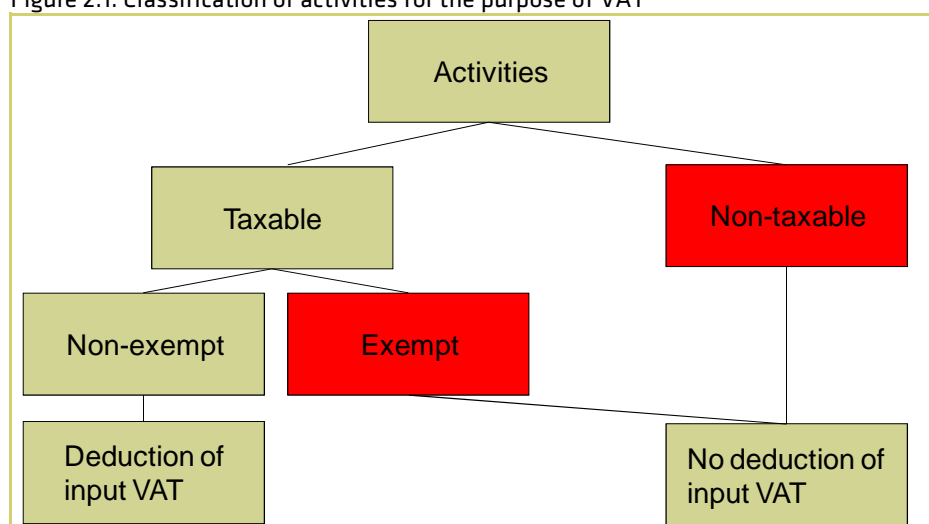 Figure 2.1. Classification of activities for the purpose of VAT
Activities
Taxable
Non-taxable
Non-exempt
Exempt
Deduction of
input VAT
No deduction of
input VAT